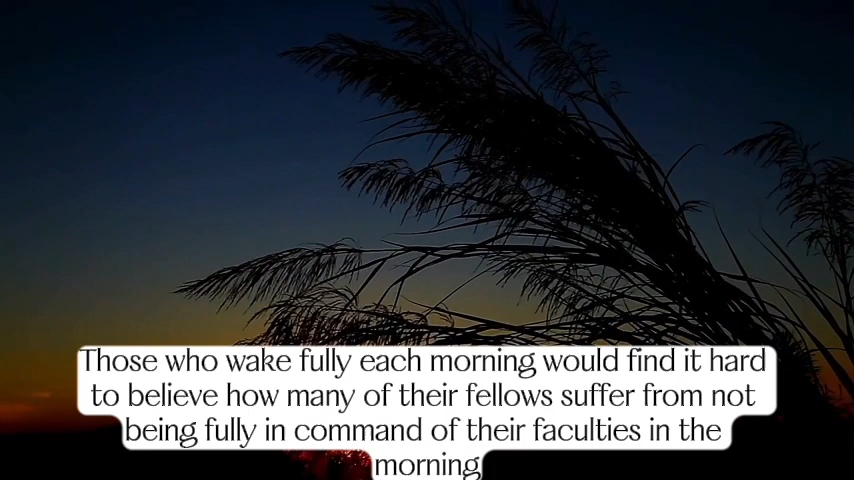 Those who wake fully each morning would find it hard
to believe how many of their fellows suffer from not
being fully in command of their faculties in the
morning